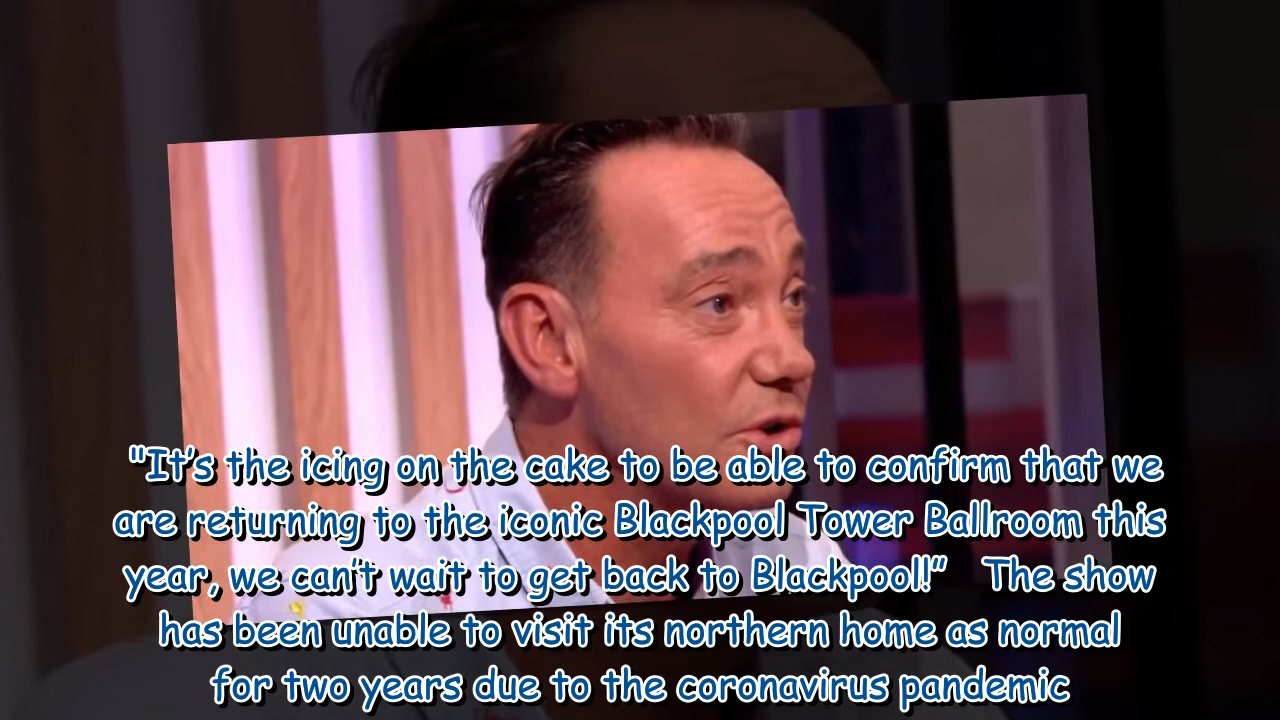 "It’s the icing on the cake to be able to confirm that we
are returning to the iconic Blackpool Tower Ballroom this
year, we can’t wait to get back to Blackpool!” The show
has been unable to visit its northern home as normal
for two years due to the coronavirus pandemic